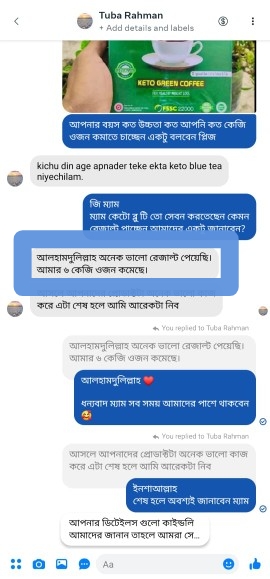 Tuba Rahman
+ Add details and labels
KETO GREEN COFFEE
আপনার বয়স কত উচ্চতা কত আপনি কত কেজি
ওজন কমাতে চাচ্ছেন একটু বলবেন প্লিজ
kichu din age apnader teke ekta keto blue tea
niyechilam.
জি ম্যাম
ম্যাম কেটো ব্লু টি তো সেবন করতেছেন কেমন
রেজাল্ট পাচ্ছেন আমাদের একটু জানাবেন?
আলহামদুলিল্লাহ অনেক ভালো রেজাল্ট পেয়েছি।
আমার ৬ কেজি ওজন কমেছে।
করে এটা শেষ হলে আমি আরেকটা নিব
You replied to Tuba Rahman
আলহামদুলিল্লাহ অনেক ভালো রেজাল্ট পেয়েছি।
আমার ৬ কেজি ওজন কমেছে।
আলহামদুলিল্লাহ ❤️
ধন্যবাদ ম্যাম সব সময় আমাদের পাশে থাকবেন
🥰
You replied to Tuba Rahman
আসলে আপনাদের প্রোডাক্টটা অনেক ভালো কাজ
করে এটা শেষ হলে আমি আরেকটা নিব
ইনশাআল্লাহ
শেষ হলে অবশ্যই জানাবেন ম্যাম
আপনার ডিটেইলস গুলো কাইন্ডলি
আমাদের জানান তাহলে আমরা সে...
Aa